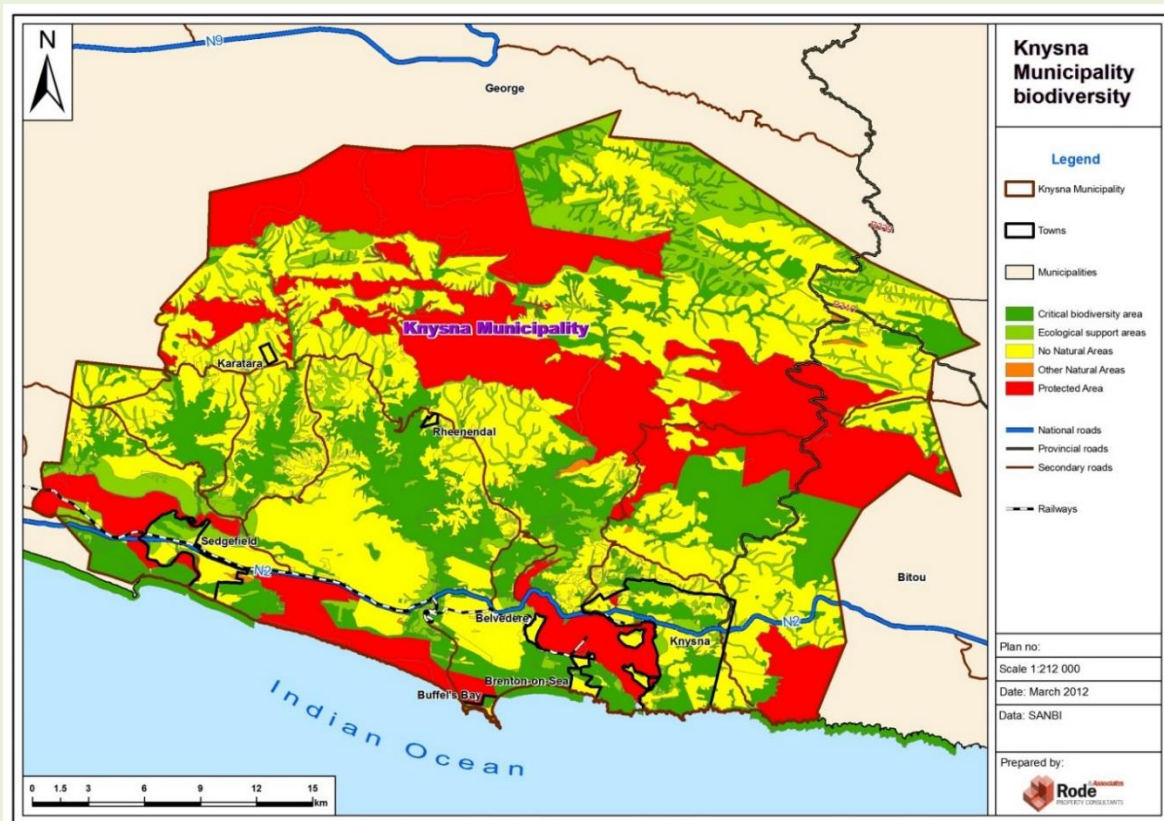 N
N9
George
Knysna Municipality
Karatara
Rheenendal
Sedgefield
N2
Belvedere
Knysna
N2
Bitou
Brenton-on-Sea
Buffel's Bay
Indian Ocean
0 1.5 3 6 9 12 15
km
Knysna
Municipality
biodiversity
Legend
Knysna Municipality
Towns
Municipalities
Critical biodiversity area
Ecological support areas
No Natural Areas
Other Natural Areas
Protected Area
National roads
Provincial roads
Secondary roads
Railways
Plan no:
Scale 1:212 000
Date: March 2012
Data: SANBI
Prepared by:
Rode
& Associates
PROPERTY CONSULTANTS